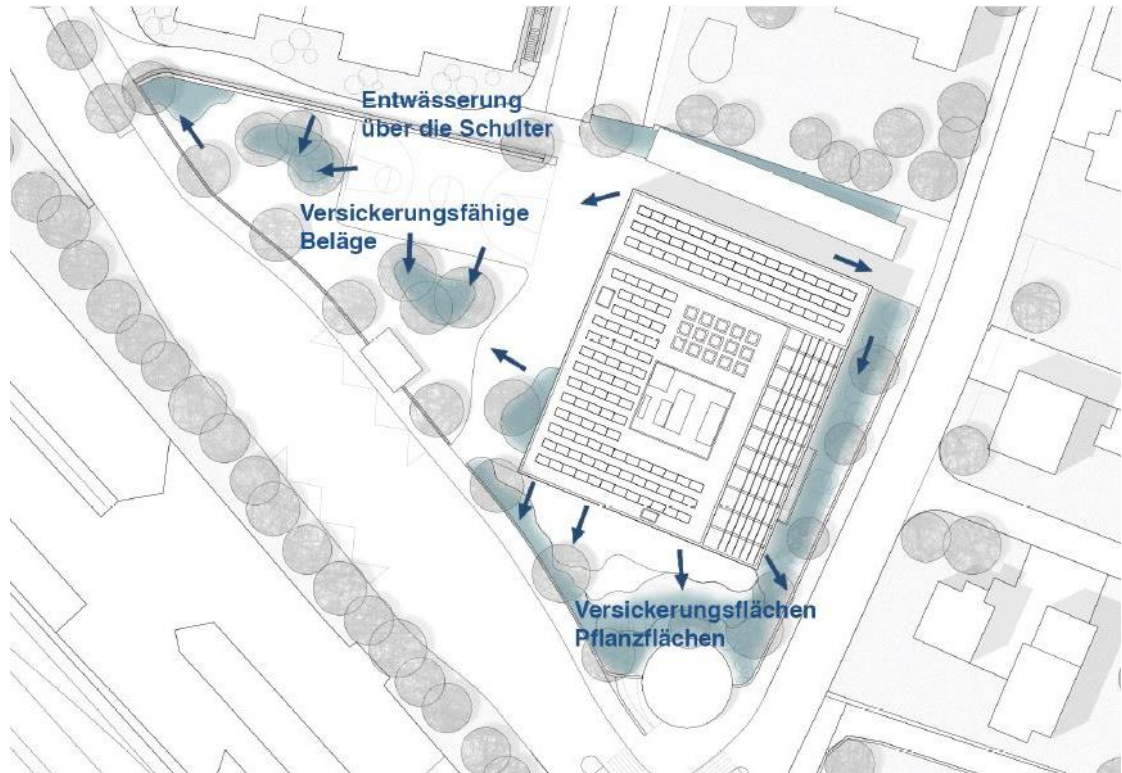 Entwässerung
über die Schulter
Versickerungsfähige
Beläge
Versickerungsflächen
Pflanzflächen